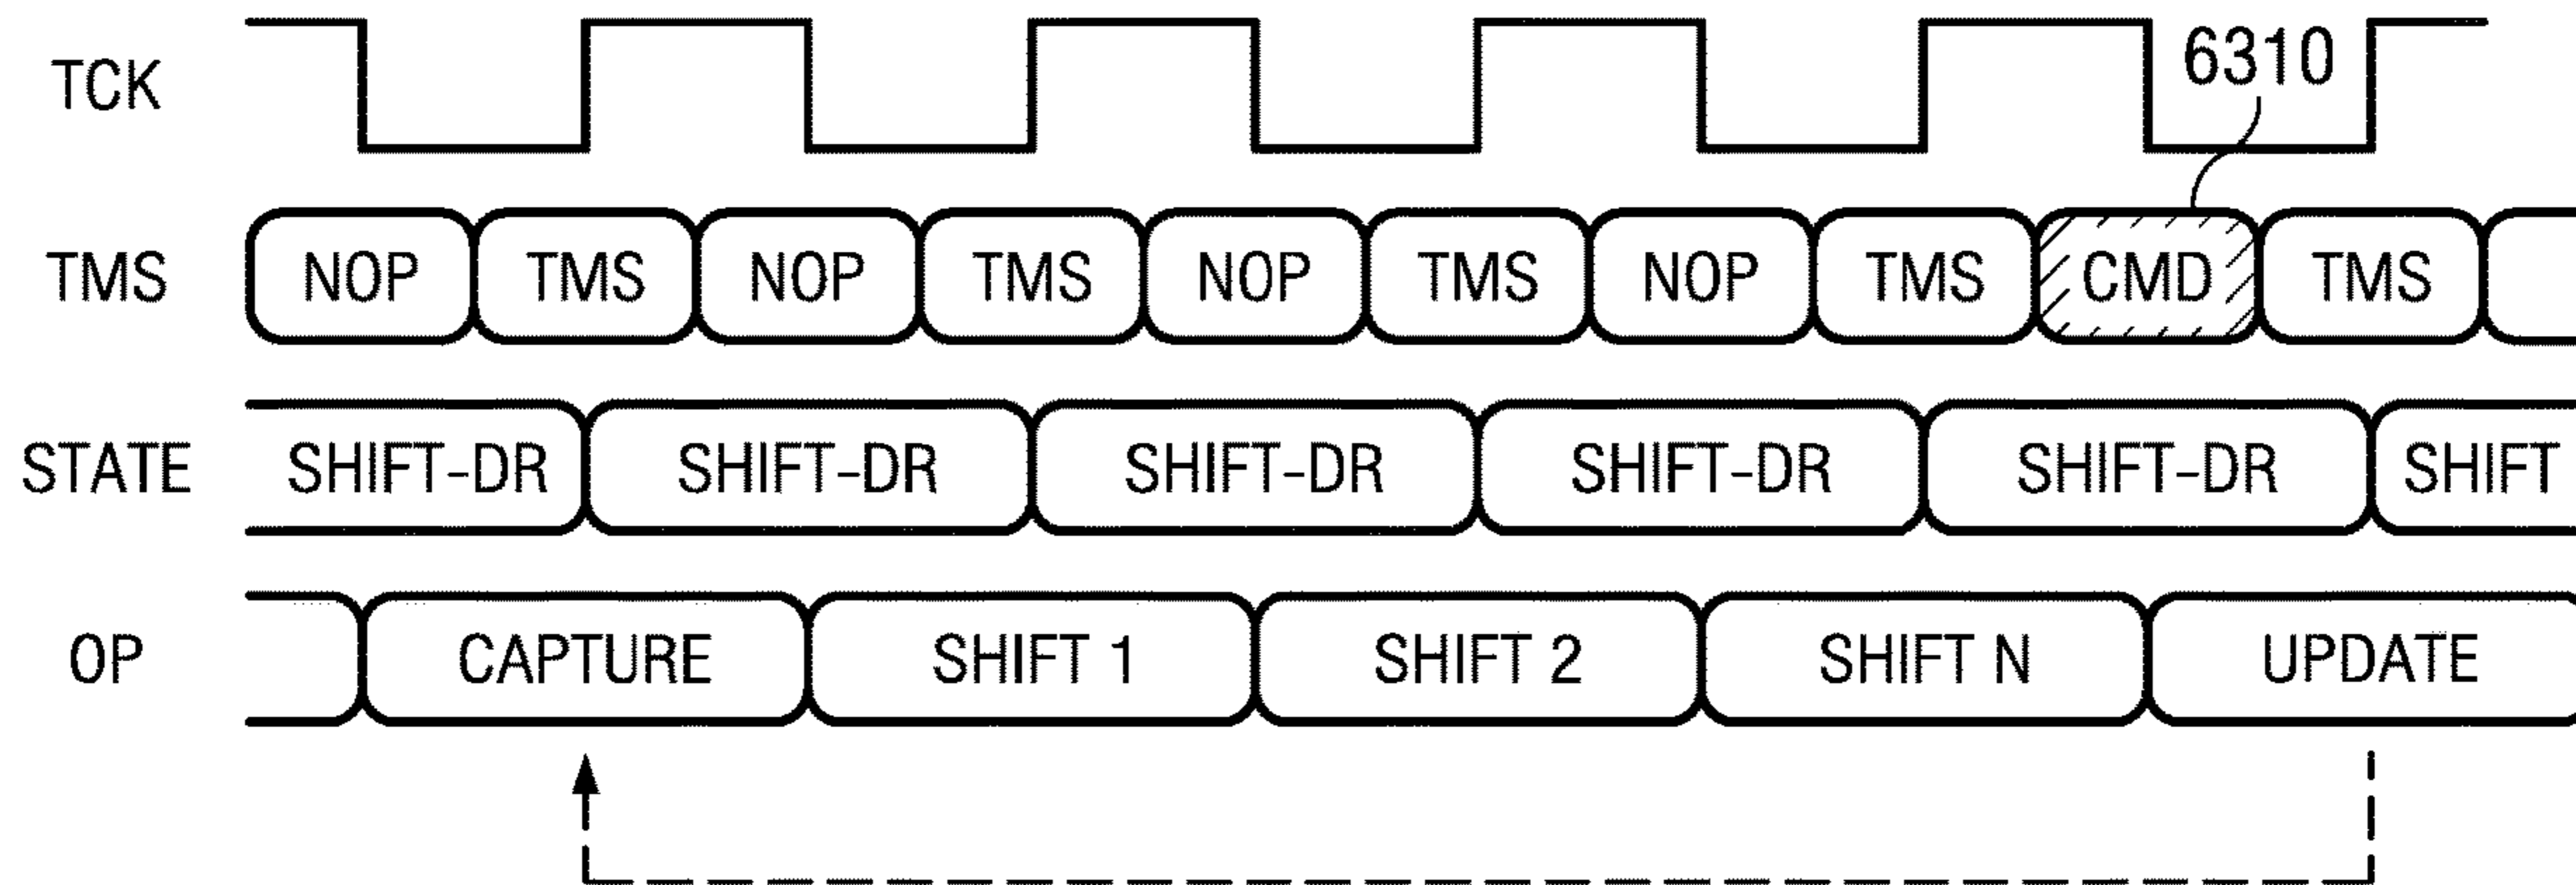 TCK 6310
TMS NOP TMS NOP TMS NOP TMS NOP TMS CMD TMS
STATE SHIFT-DR SHIFT-DR SHIFT-DR SHIFT-DR SHIFT-DR SHIFT
OP CAPTURE SHIFT 1 SHIFT 2 SHIFT N UPDATE